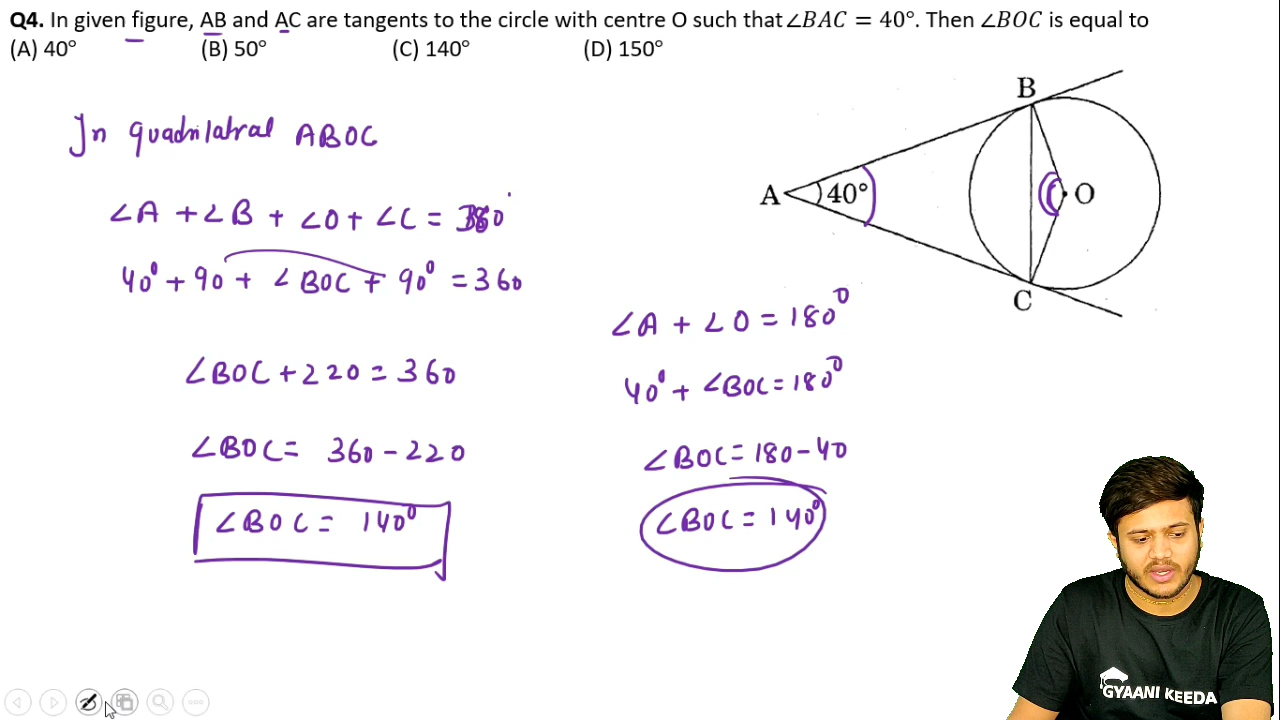 Q4. In given figure, AB and AC are tangents to the circle with centre O such that ∠BAC = 40°. Then ∠BOC is equal to
(A) 40° (B) 50° (C) 140° (D) 150°
In quadrilatral ABOC
∠A + ∠B + ∠O + ∠C = 360°
40° + 90 + ∠BOC + 90° = 360
∠BOC + 220 = 360
∠BOC = 360 - 220
∠BOC = 140°
∠A + ∠O = 180°
40° + ∠BOC = 180°
∠BOC = 180 - 40
∠BOC = 140°
B
A 40° O
C
GYAANI KEEDA